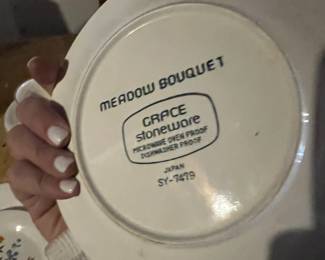 MEADOW BOUQUET
GRACE
stoneware
MICROWAVE OVEN PROOF
DISHWASHER PROOF
JAPAN
SY-7479